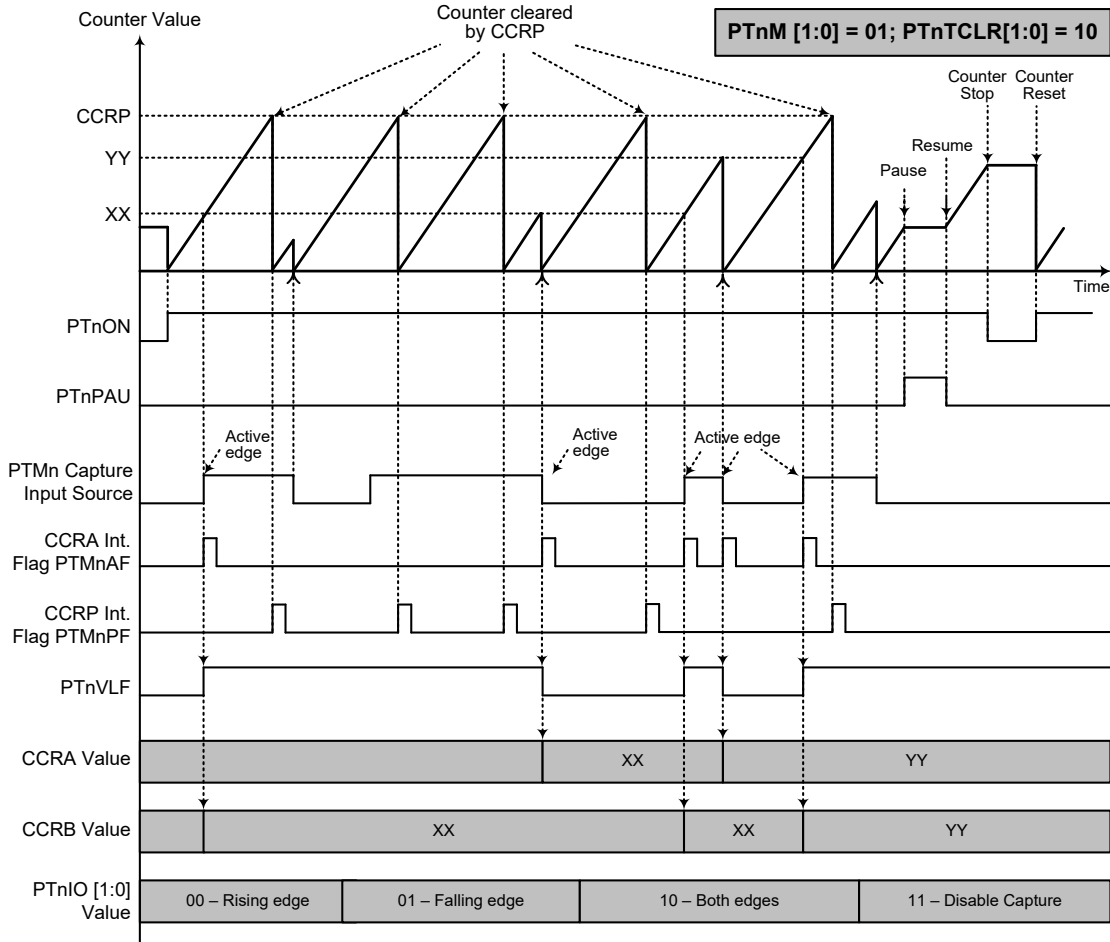 Counter Value
Counter cleared
by CCRP
PTnM [1:0] = 01; PTnTCLR[1:0] = 10
Counter
Stop
Counter
Reset
CCRP
YY
XX
Pause
Resume
Time
PTnON
PTnPAU
Active
edge
Active
edge
Active edge
PTMn Capture
Input Source
CCRA Int.
Flag PTMnAF
CCRP Int.
Flag PTMnPF
PTnVLF
CCRA Value
XX
YY
CCRB Value
XX
XX
YY
PTnIO [1:0]
Value
00 – Rising edge
01 – Falling edge
10 – Both edges
11 – Disable Capture